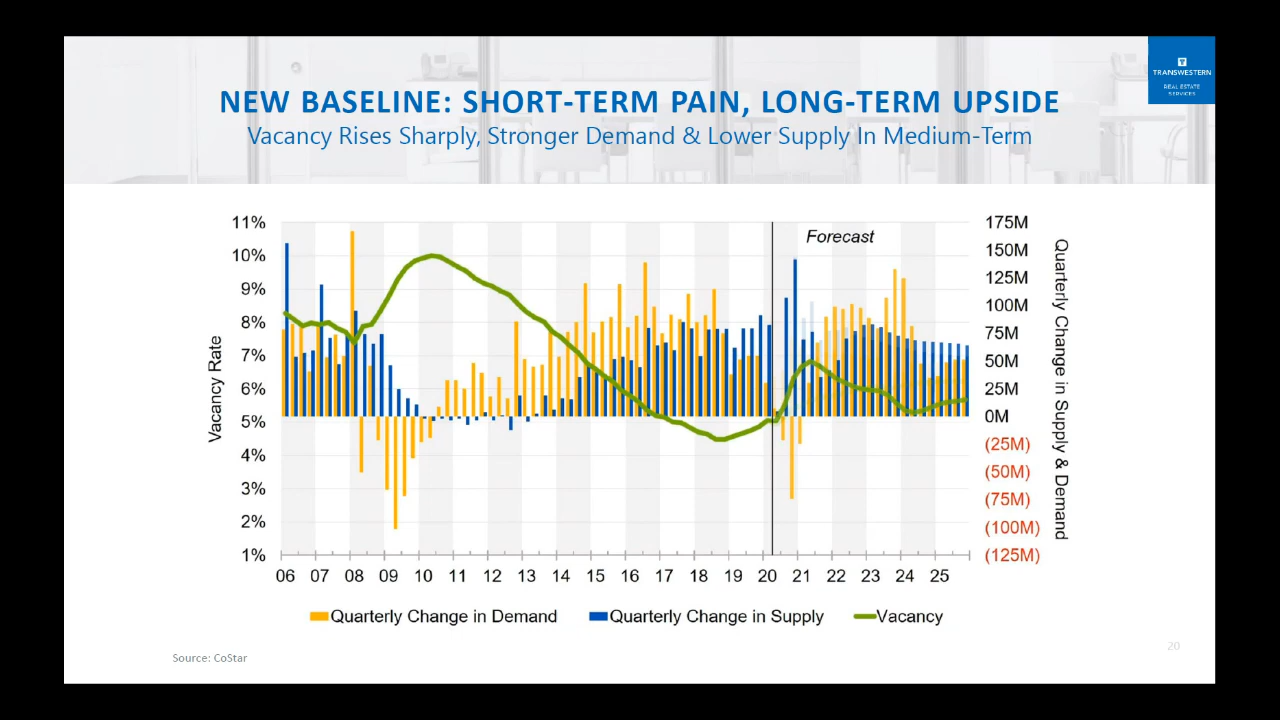 TRANSWESTERN
REAL ESTATE
SERVICES
NEW BASELINE: SHORT-TERM PAIN, LONG-TERM UPSIDE
Vacancy Rises Sharply, Stronger Demand & Lower Supply In Medium-Term
Vacancy Rate
11%
10%
9%
8%
7%
6%
5%
4%
3%
2%
1%
Forecast
175M
150M
125M
100M
75M
50M
25M
0M
(25M)
(50M)
(75M)
(100M)
(125M)
Quarterly Change in Supply & Demand
06 07 08 09 10 11 12 13 14 15 16 17 18 19 20 21 22 23 24 25
Quarterly Change in Demand Quarterly Change in Supply Vacancy
Source: CoStar
20